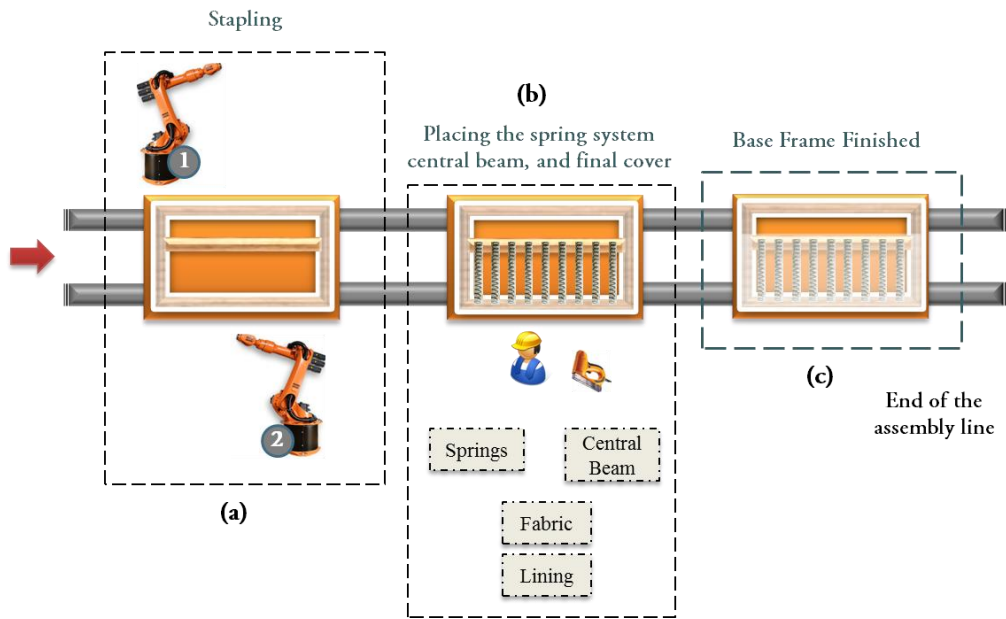 Stapling
1
2
(a)
(b)
Placing the spring system
central beam, and final cover
Springs
Central
Beam
Fabric
Lining
Base Frame Finished
(c)
End of the
assembly line